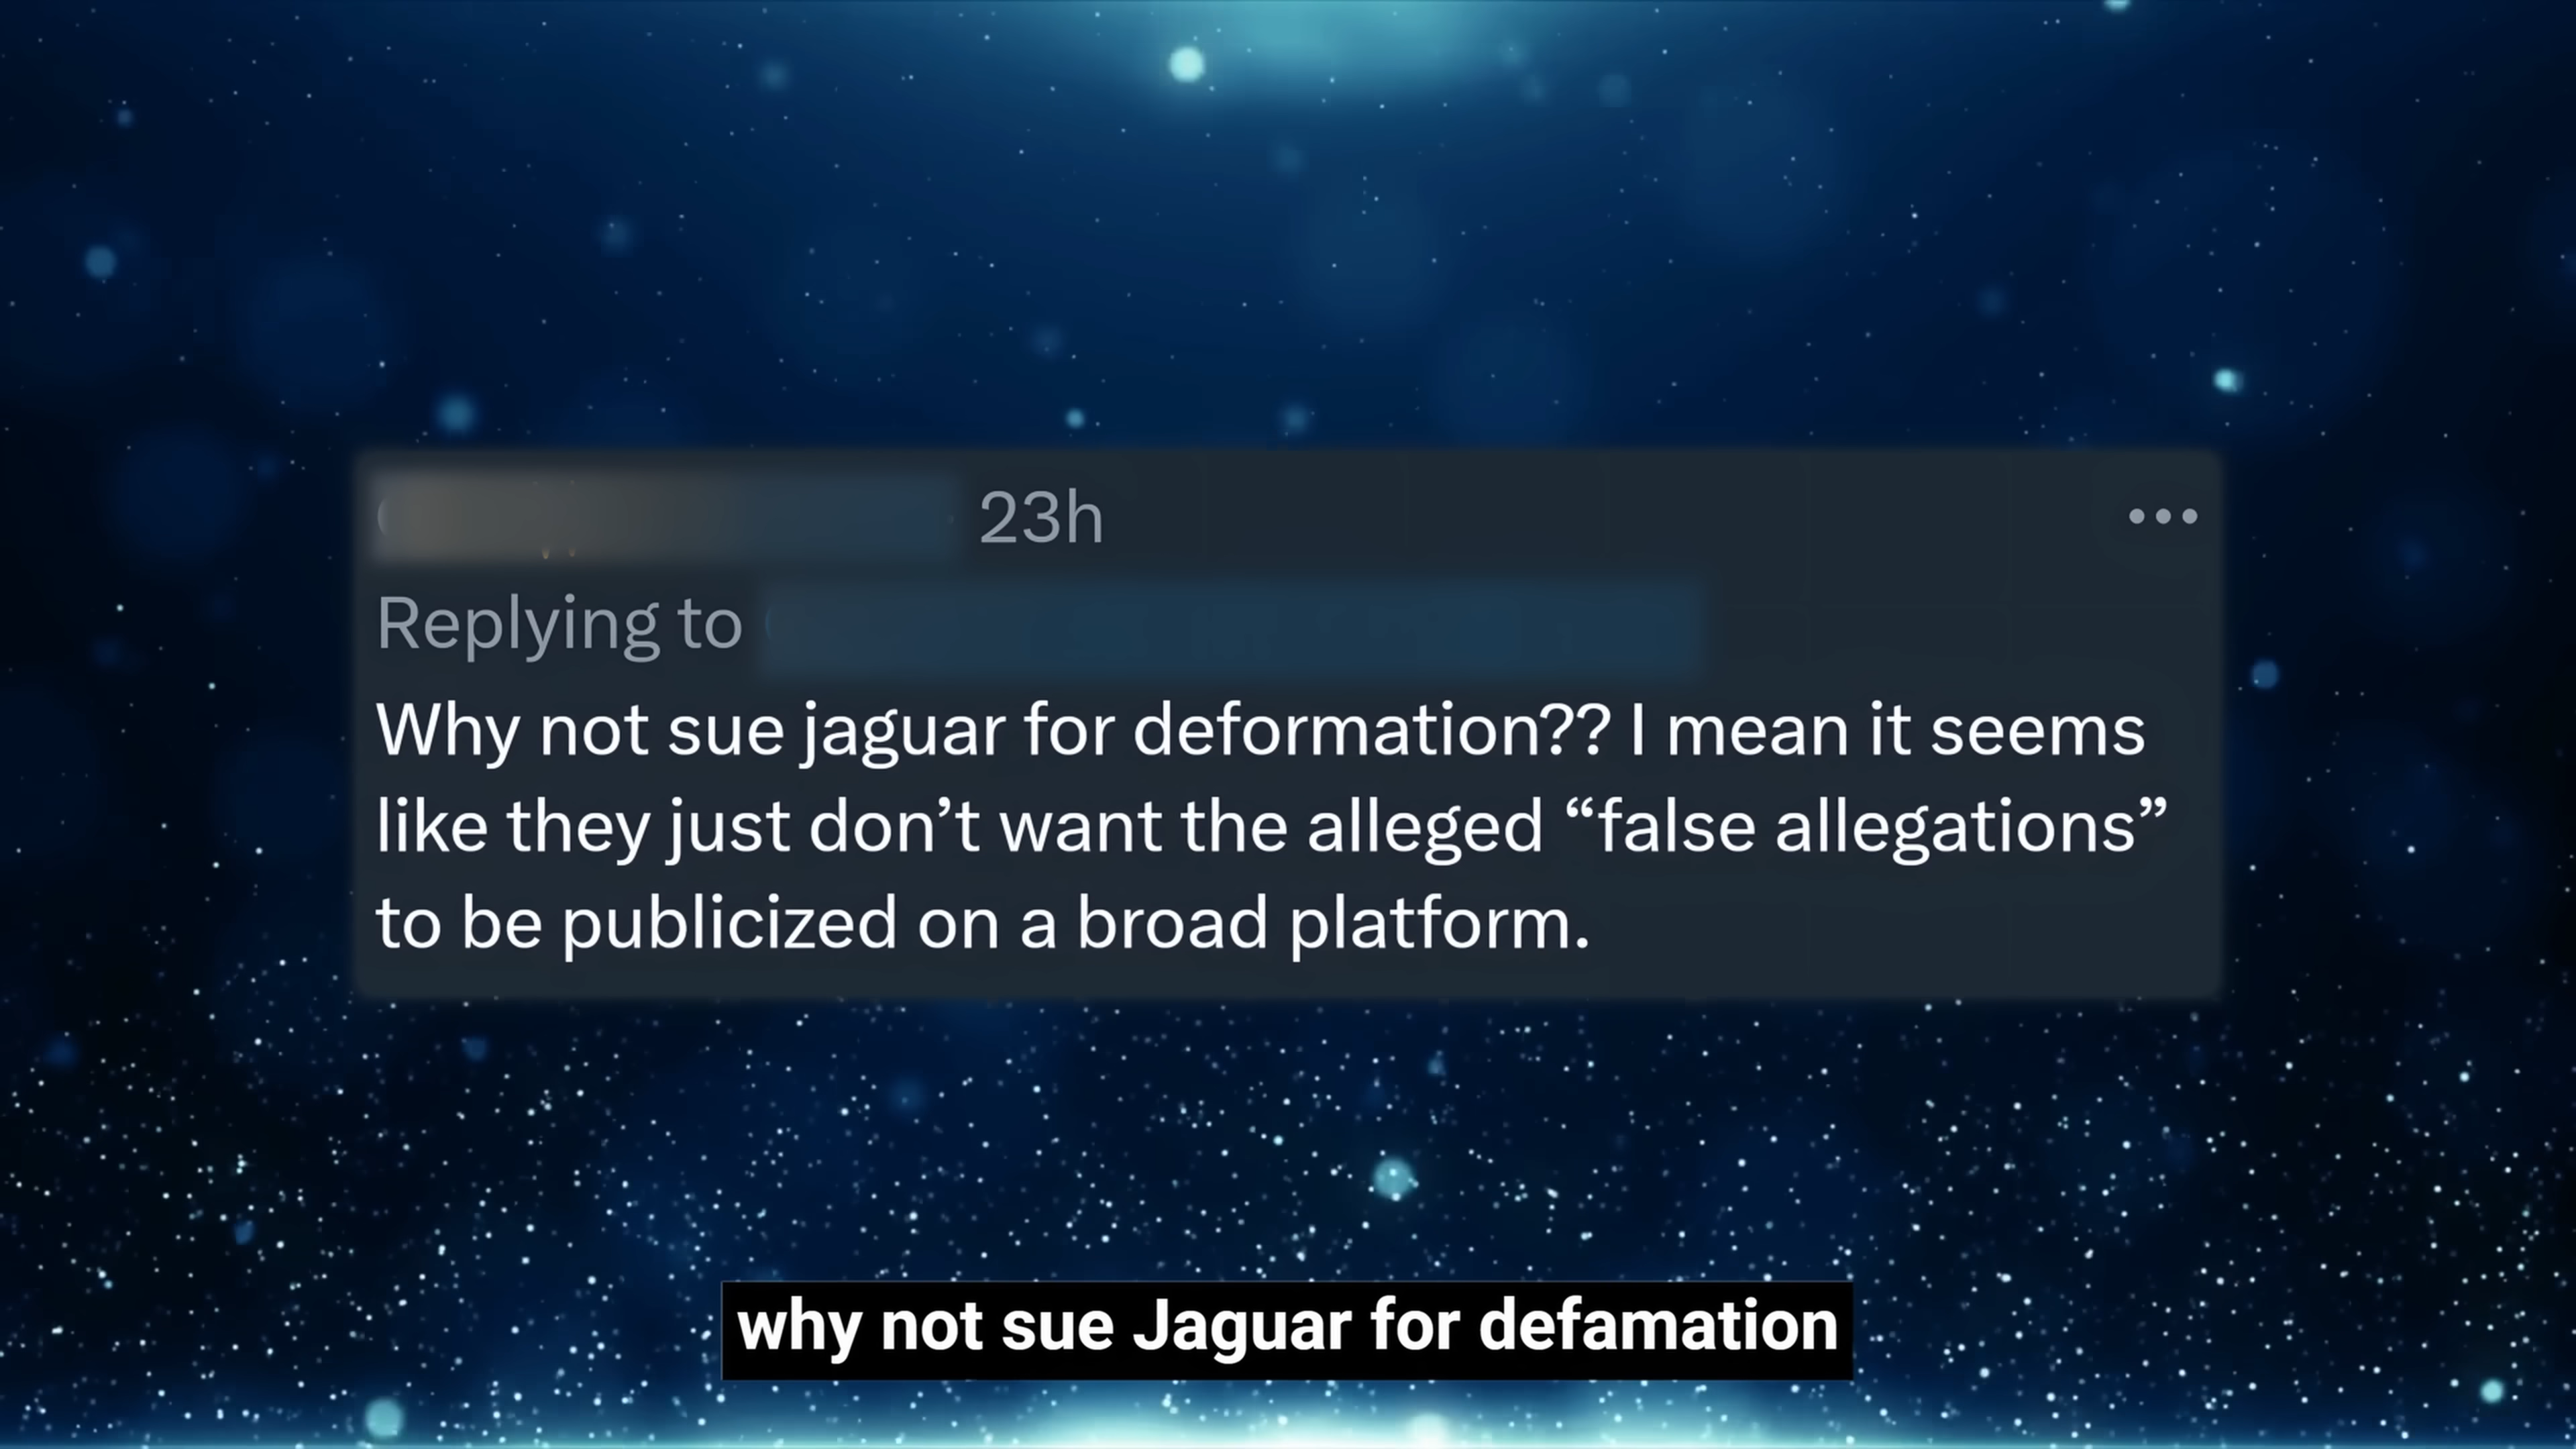 23h
Replying to
Why not sue jaguar for deformation?? I mean it seems
like they just don’t want the alleged “false allegations”
to be publicized on a broad platform.
why not sue Jaguar for defamation